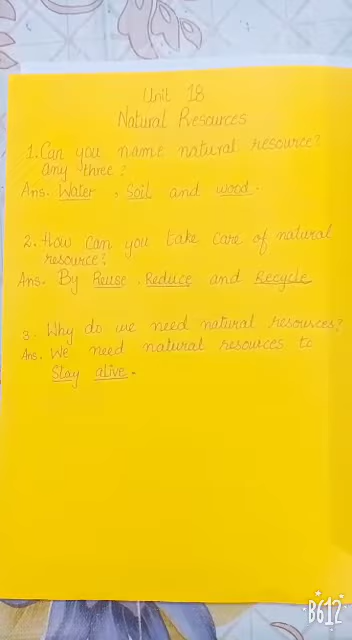 Unit 18
Natural Resources
1. Can you name natural resource?
any three?
Ans. Water, Soil and wood.
2. How can you take care of natural
resource?
Ans. By Reuse. Reduce and Recycle
3. Why do we need natural resources?
Ans. We need natural resources to
Stay alive.
B612